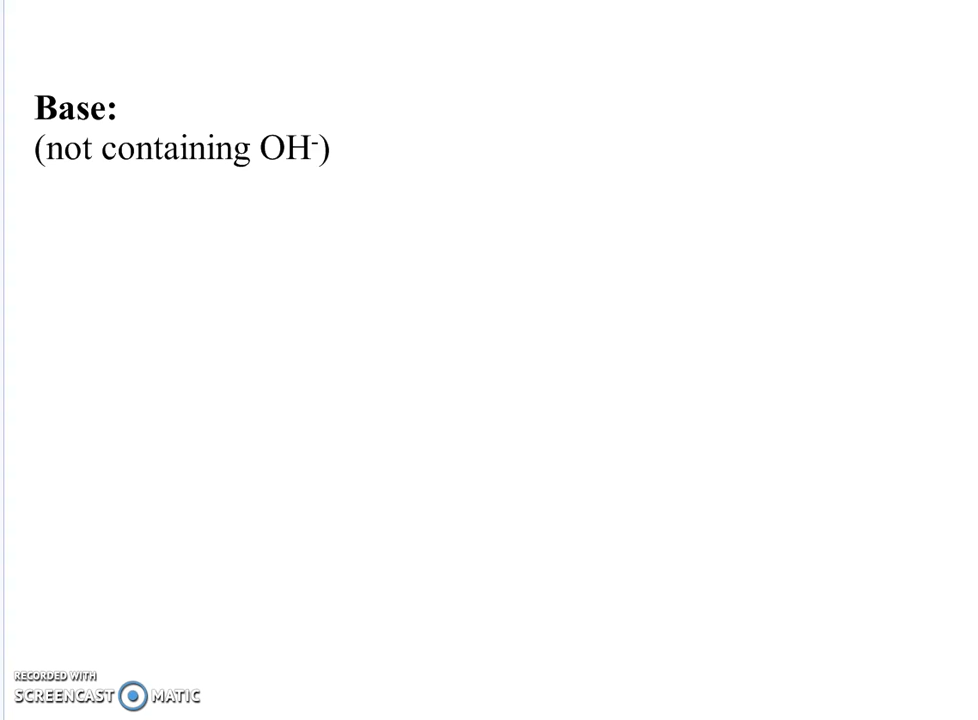 Base:
(not containing OH⁻)
RECORDED WITH
SCREENCAST MATIC